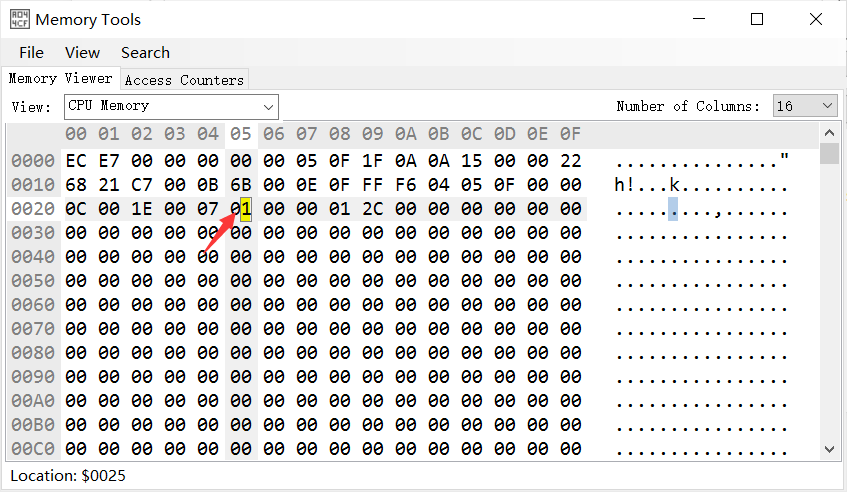 A04 4CF Memory Tools
File View Search
Memory Viewer Access Counters
View: CPU Memory Number of Columns: 16
00 01 02 03 04 05 06 07 08 09 0A 0B 0C 0D 0E 0F
0000 EC E7 00 00 00 00 00 05 0F 1F 0A 0A 15 00 00 22 ..............."
0010 68 21 C7 00 0B 6B 00 0E 0F FF F6 04 05 0F 00 00 h!...k..........
0020 0C 00 1E 00 07 01 00 00 01 2C 00 00 00 00 00 00 .........,......
0030 00 00 00 00 00 00 00 00 00 00 00 00 00 00 00 00 ................
0040 00 00 00 00 00 00 00 00 00 00 00 00 00 00 00 00 ................
0050 00 00 00 00 00 00 00 00 00 00 00 00 00 00 00 00 ................
0060 00 00 00 00 00 00 00 00 00 00 00 00 00 00 00 00 ................
0070 00 00 00 00 00 00 00 00 00 00 00 00 00 00 00 00 ................
0080 00 00 00 00 00 00 00 00 00 00 00 00 00 00 00 00 ................
0090 00 00 00 00 00 00 00 00 00 00 00 00 00 00 00 00 ................
00A0 00 00 00 00 00 00 00 00 00 00 00 00 00 00 00 00 ................
00B0 00 00 00 00 00 00 00 00 00 00 00 00 00 00 00 00 ................
00C0 00 00 00 00 00 00 00 00 00 00 00 00 00 00 00 00 ................
Location: $0025